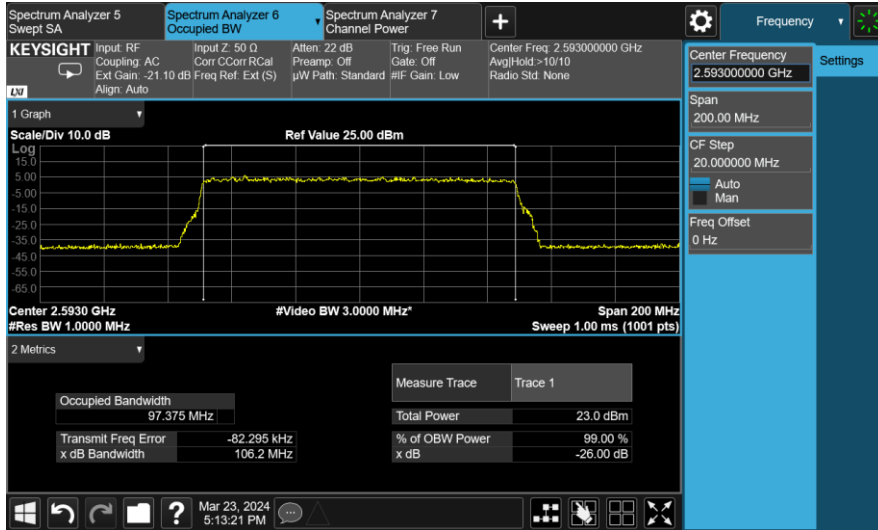 Spectrum Analyzer 5
Swept SA
Spectrum Analyzer 6
Occupied BW
Spectrum Analyzer 7
Channel Power
Frequency
KEYSIGHT
LXI
Input: RF
Coupling: AC
Ext Gain: -21.10 dB
Align: Auto
Input Z: 50 Ω
Corr CCorr RCal
Freq Ref: Ext (S)
Atten: 22 dB
Preamp: Off
µW Path: Standard
Trig: Free Run
Gate: Off
#IF Gain: Low
Center Freq: 2.593000000 GHz
Avg|Hold:>10/10
Radio Std: None
Center Frequency
2.593000000 GHz
Settings
Span
200.00 MHz
CF Step
20.000000 MHz
Auto
Man
Freq Offset
0 Hz
1 Graph
Scale/Div 10.0 dB
Ref Value 25.00 dBm
Log
15.0
5.00
-5.00
-15.0
-25.0
-35.0
-45.0
-55.0
-65.0
Center 2.5930 GHz
#Video BW 3.0000 MHz*
Span 200 MHz
#Res BW 1.0000 MHz
Sweep 1.00 ms (1001 pts)
2 Metrics
Measure Trace
Trace 1
Occupied Bandwidth
97.375 MHz
Total Power
23.0 dBm
Transmit Freq Error
-82.295 kHz
% of OBW Power
99.00 %
x dB Bandwidth
106.2 MHz
x dB
-26.00 dB
?
Mar 23, 2024
5:13:21 PM